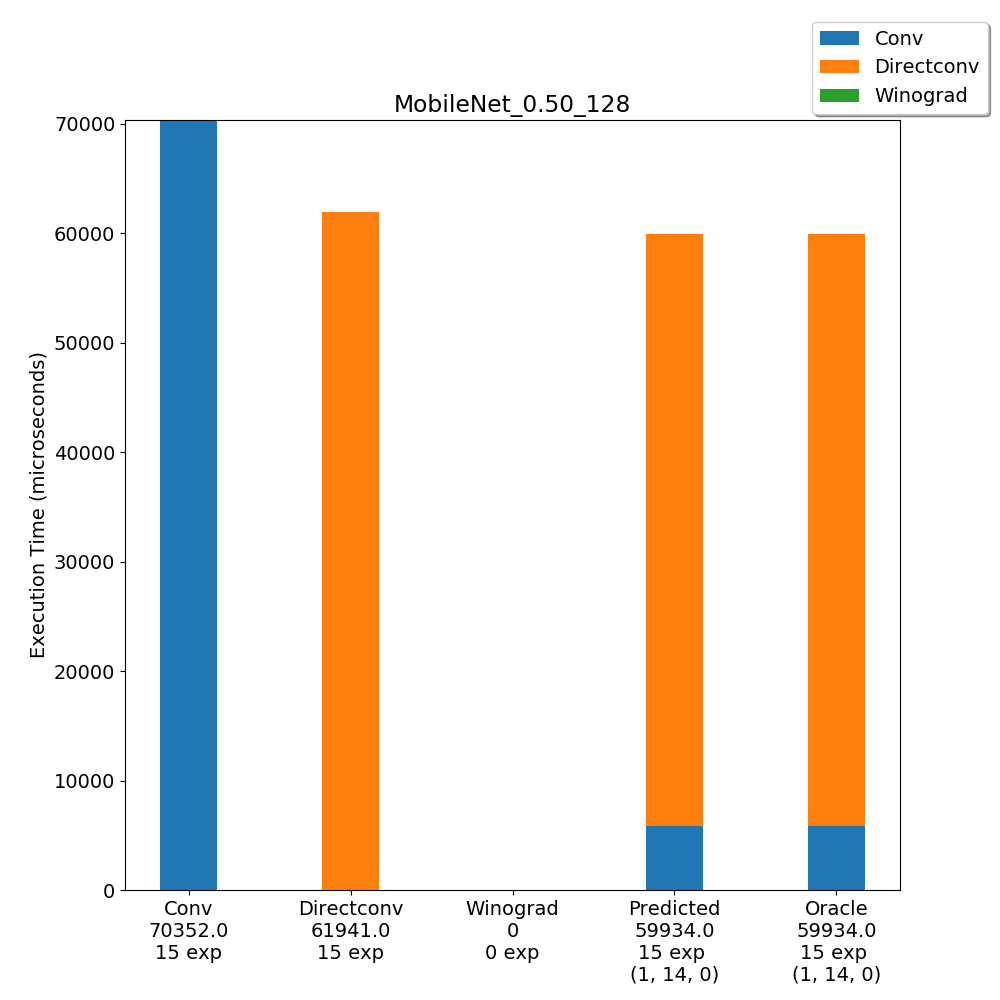 Conv
Directconv
Winograd
MobileNet_0.50_128
Execution Time (microseconds)
70000
60000
50000
40000
30000
20000
10000
0
Conv
70352.0
15 exp
Directconv
61941.0
15 exp
Winograd
0
0 exp
Predicted
59934.0
15 exp
(1, 14, 0)
Oracle
59934.0
15 exp
(1, 14, 0)